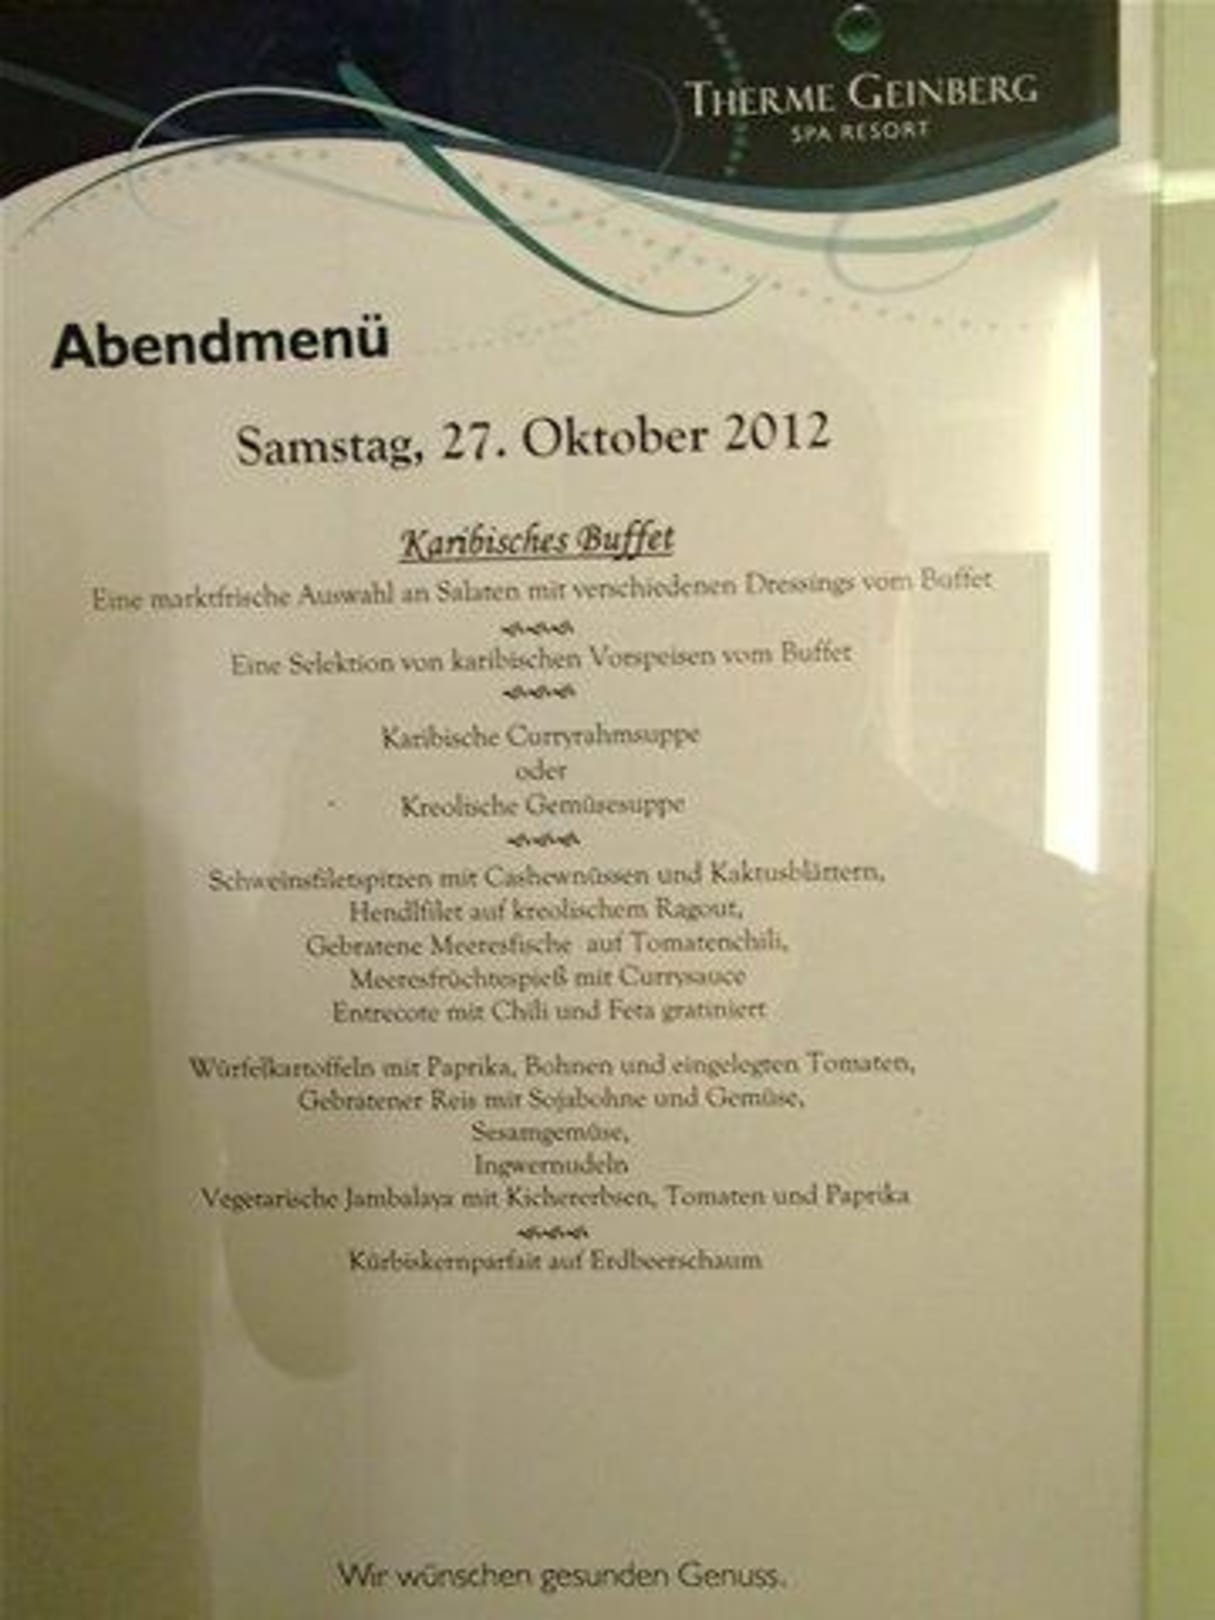 THERME GEINBERG
SPA RESORT
Abendmenü
Samstag, 27. Oktober 2012
Karibisches Buffet
Eine marktfrische Auswahl an Salaten mit verschiedenen Dressings vom Buffet
Eine Selektion von karibischen Vorspeisen vom Buffet
Karibische Curryrahmsuppe
oder
Kreolische Gemüsesuppe
Schweinsfiletspitzen mit Cashewnüssen und Kaktusblättern,
Hendlfilet auf kreolischem Ragout,
Gebratene Meeresfische auf Tomatenchili,
Meeresfrüchtespieß mit Currysauce
Entrecote mit Chili und Feta gratiniert
Würfelkartoffeln mit Paprika, Bohnen und eingelegten Tomaten,
Gebratener Reis mit Sojabohne und Gemüse,
Sesamgemüse,
Ingwernudeln
Vegetarische Jambalaya mit Kichererbsen, Tomaten und Paprika
Kürbiskernparfait auf Erdbeerschaum
Wir wünschen gesunden Genuss.